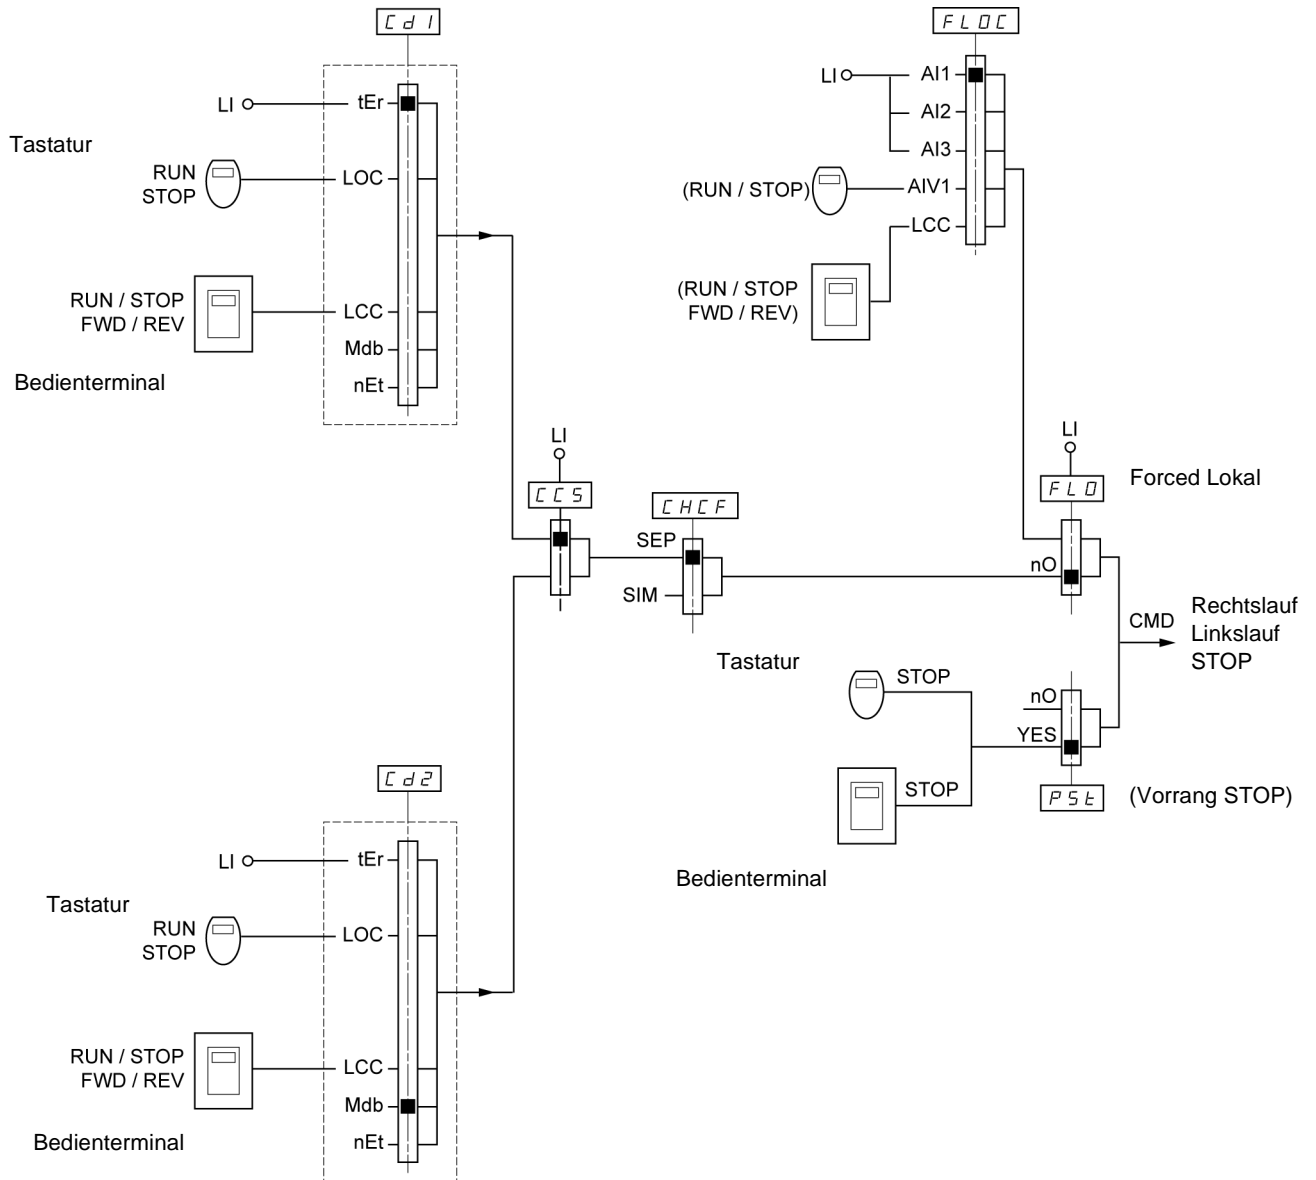 Cd1
LI
tEr
Tastatur
RUN
STOP
LOC
RUN / STOP
FWD / REV
LCC
Mdb
Bedienterminal
nEt
FLOC
LI
AI1
AI2
AI3
(RUN / STOP)
AIV1
LCC
(RUN / STOP
FWD / REV)
LI
CCS
CHCF
SEP
SIM
LI
FLO
Forced Lokal
nO
CMD
Rechtslauf
Linkslauf
STOP
Tastatur
STOP
nO
YES
STOP
PSt
(Vorrang STOP)
Bedienterminal
Cd2
LI
tEr
Tastatur
RUN
STOP
LOC
RUN / STOP
FWD / REV
LCC
Mdb
Bedienterminal
nEt